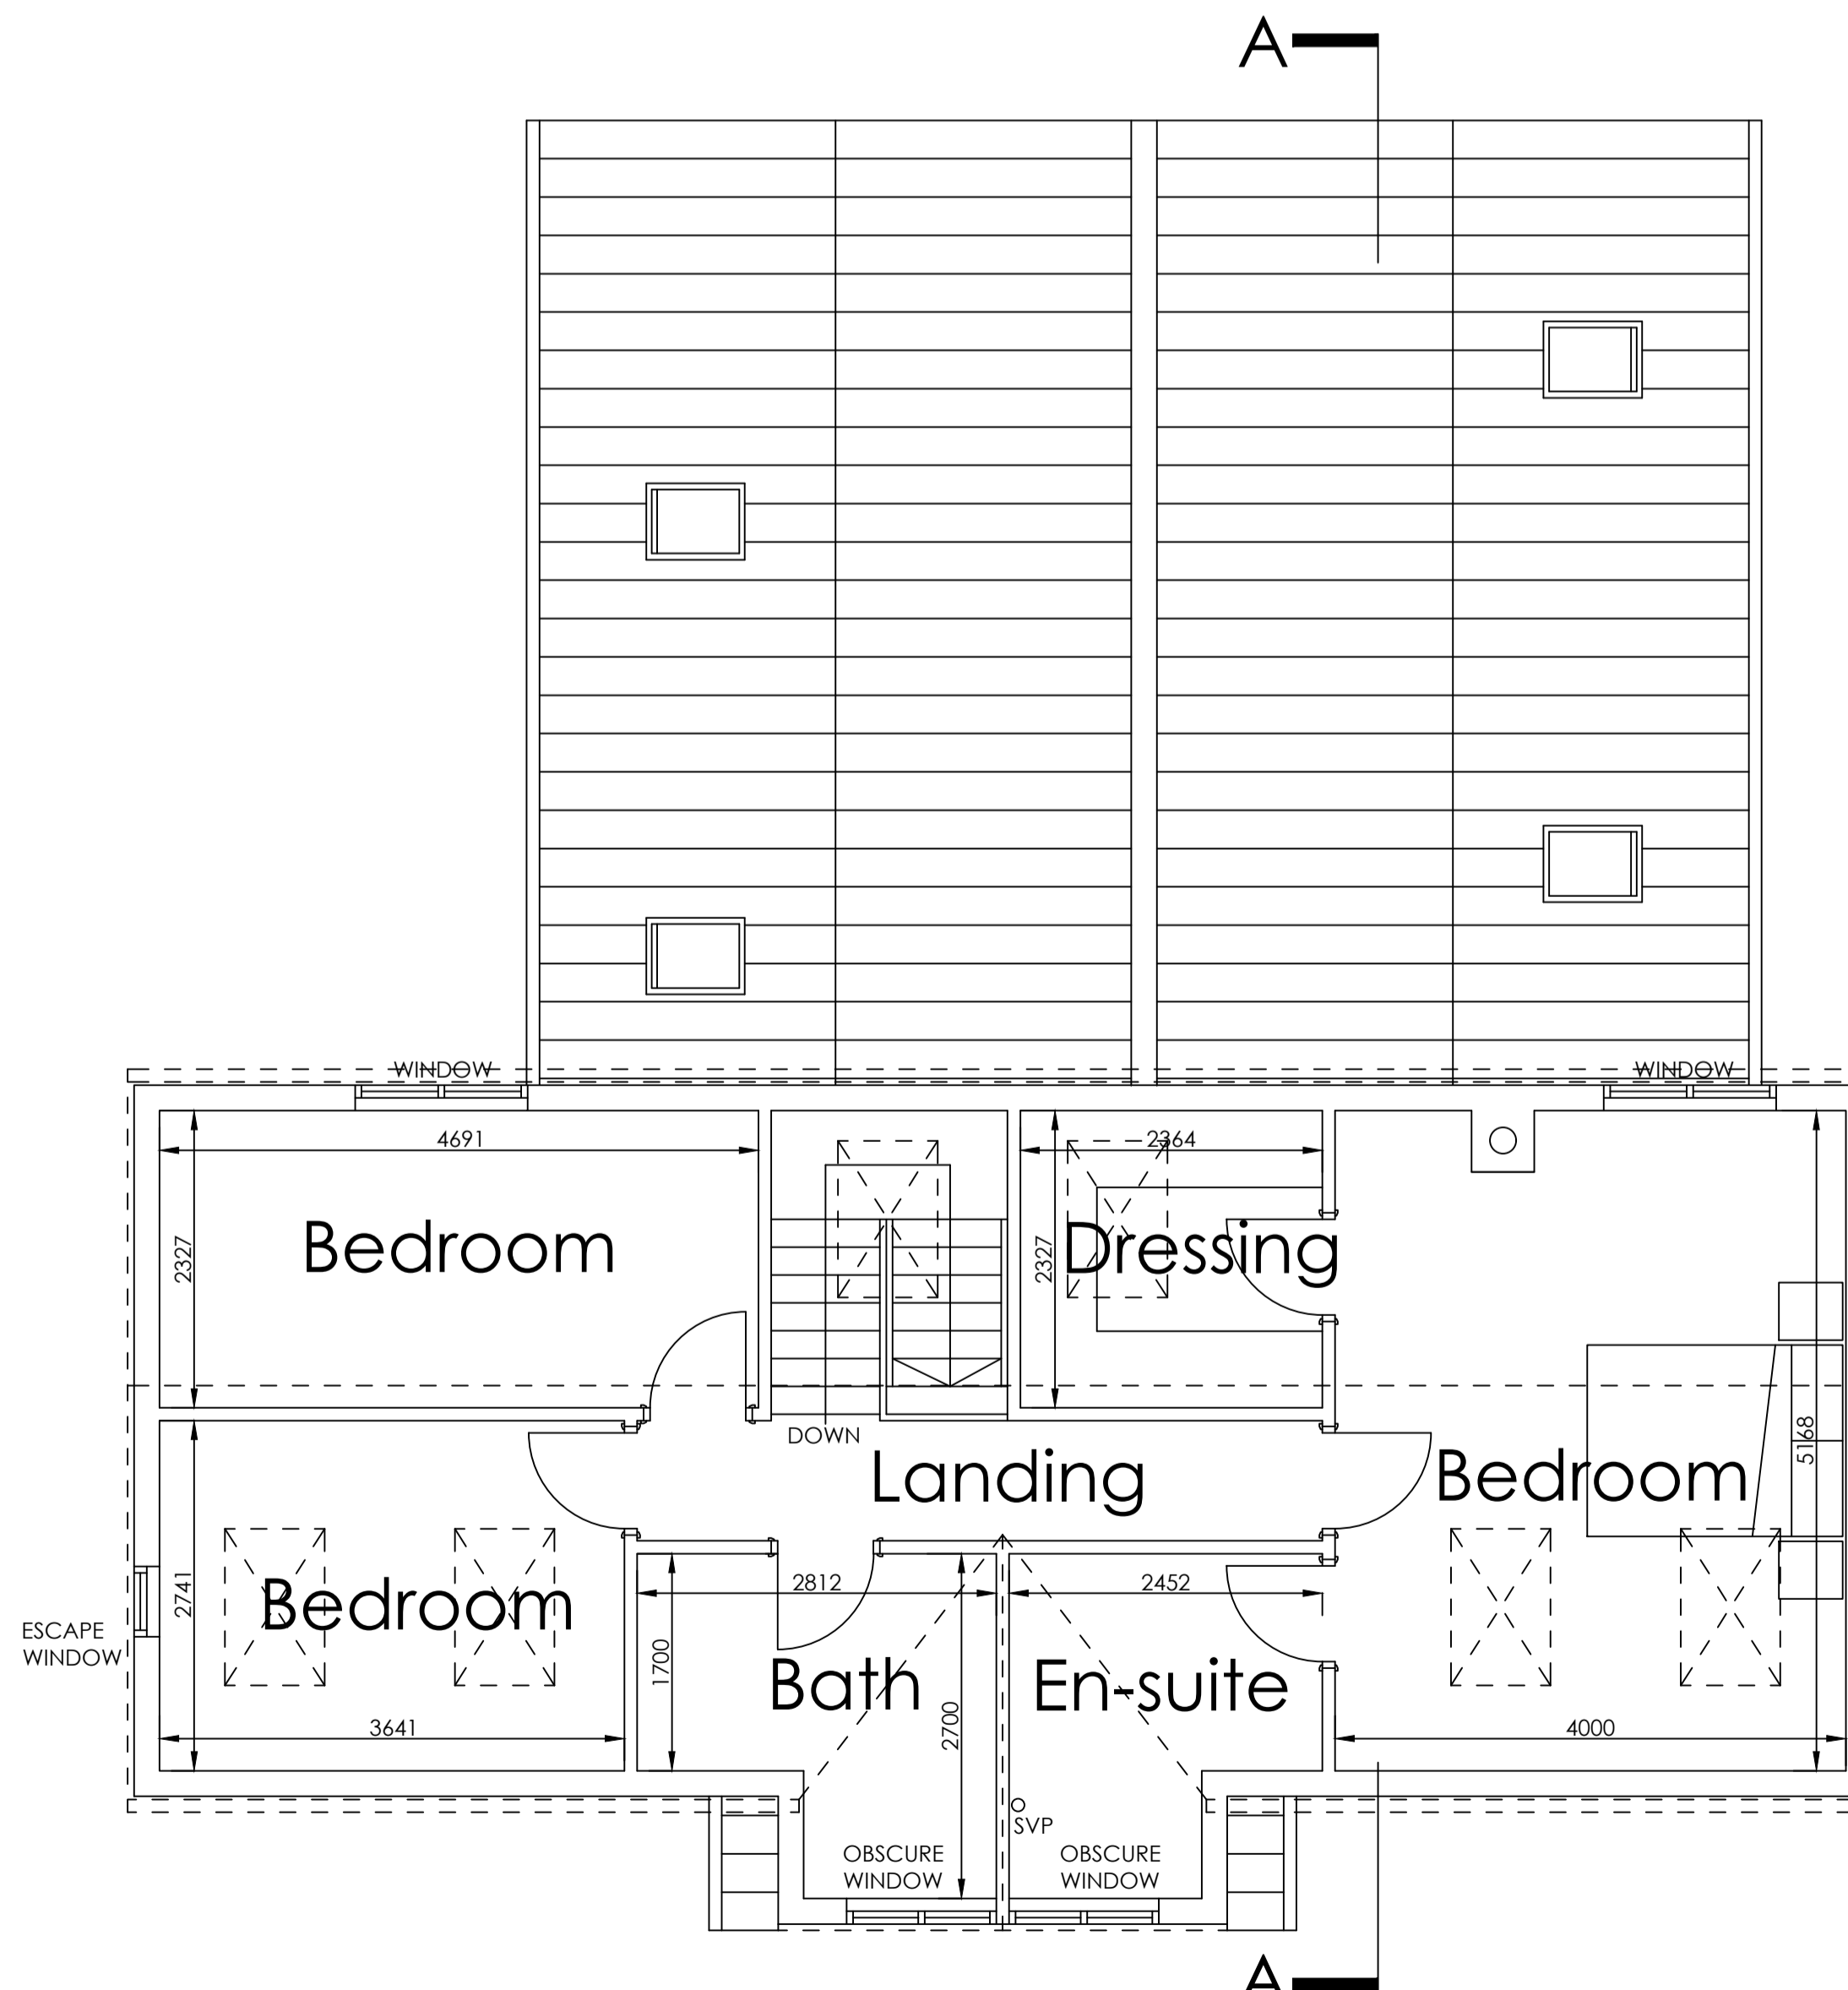 A
WINDOW
WINDOW
4691
2364
2327
Bedroom
2327
Dressing
DOWN
Landing
Bedroom
5168
2741
Bedroom
2812
2452
ESCAPE
WINDOW
1700
Bath
2700
En-suite
3641
4000
SVP
OBSCURE
WINDOW
OBSCURE
WINDOW
A